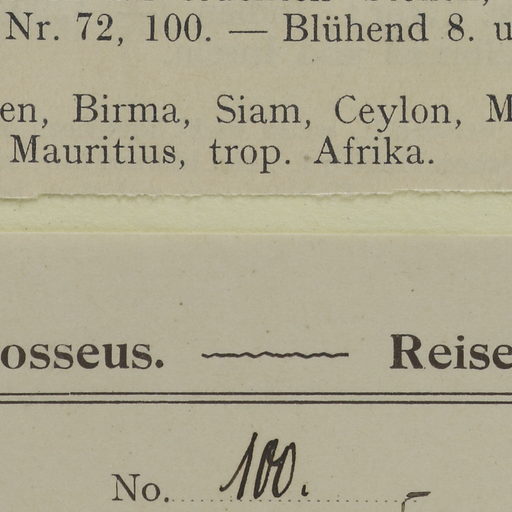 Nr. 72, 100. — Blühend 8. u
en, Birma, Siam, Ceylon, M
Mauritius, trop. Afrika.
osseus. Reise
No. 100.